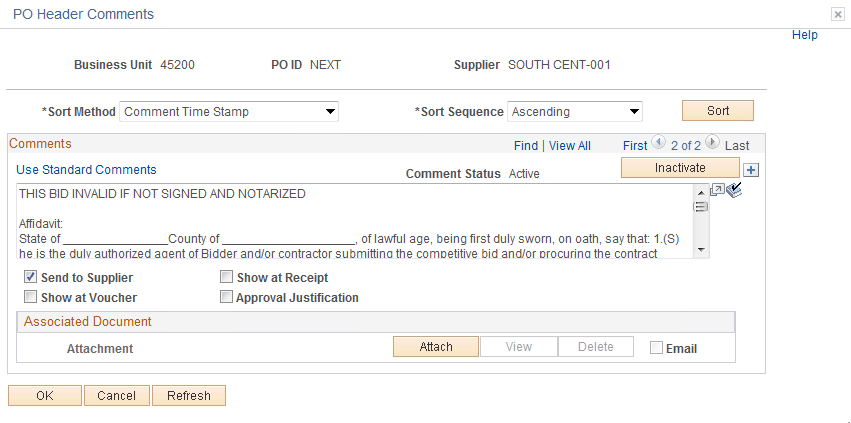 PO Header Comments
Help
Business Unit 45200 PO ID NEXT Supplier SOUTH CENT-001
*Sort Method Comment Time Stamp *Sort Sequence Ascending Sort
Comments Find | View All First 2 of 2 Last
Use Standard Comments Comment Status Active Inactivate
THIS BID INVALID IF NOT SIGNED AND NOTARIZED
Affidavit:
State of ________________County of ____________________, of lawful age, being first duly sworn, on oath, say that: 1.(S)
he is the duly authorized agent of Bidder and/or contractor submitting the competitive bid and/or procuring the contract
Send to Supplier Show at Receipt
Show at Voucher Approval Justification
Associated Document
Attachment Attach View Delete Email
OK Cancel Refresh